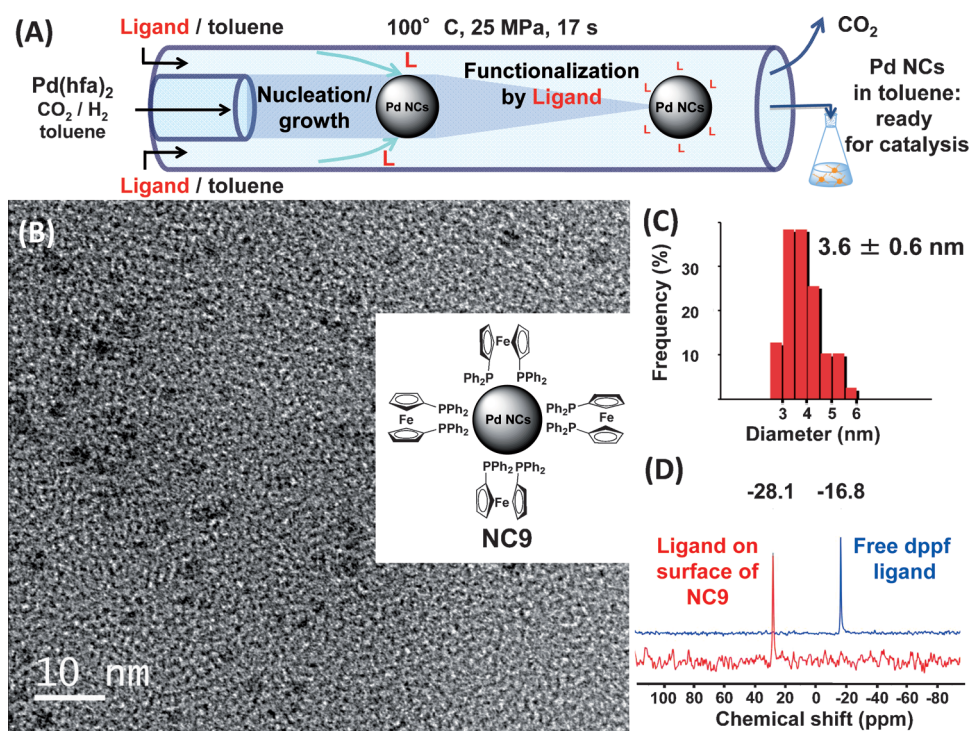 (A)
Ligand / toluene
100° C, 25 MPa, 17 s
CO2
Pd(hfa)2
CO2 / H2
toluene
Nucleation/
growth
Pd NCs
L
L
Functionalization
by Ligand
L
L
L
Pd NCs
L
L
L
Pd NCs
in toluene:
ready
for catalysis
Ligand / toluene
(B)
Fe
Ph2P
PPh2
PPh2
Fe
PPh2
Pd NCs
Ph2P
Fe
Ph2P
PPh2 PPh2
Fe
NC9
10 nm
(C)
3.6 ± 0.6 nm
Frequency (%)
30
20
10
3 4 5 6
Diameter (nm)
(D)
-28.1 -16.8
Ligand on
surface of
NC9
Free dppf
ligand
100 80 60 40 20 0 -20 -40 -60 -80
Chemical shift (ppm)